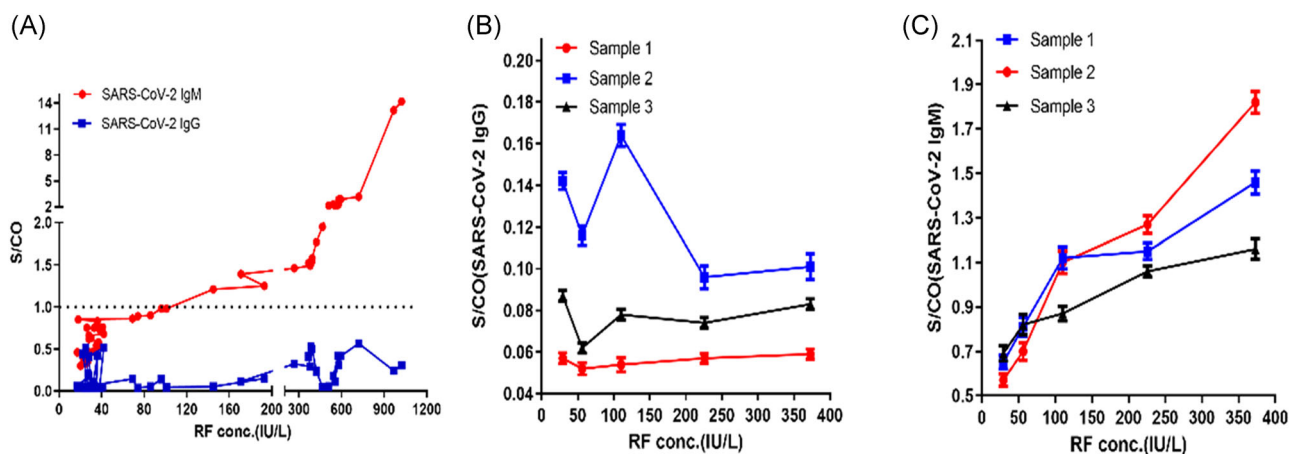 (A)
SARS-CoV-2 IgM
SARS-CoV-2 IgG
S/CO
14
10
6
2
2.0
1.5
1.0
0.5
0.0
0 40 80 120 160 200 300 600 900 1200
RF conc.(IU/L)
(B)
Sample 1
Sample 2
Sample 3
S/CO(SARS-CoV-2 IgG)
0.20
0.18
0.16
0.14
0.12
0.10
0.08
0.06
0.04
0 50 100 150 200 250 300 350 400
RF conc.(IU/L)
(C)
Sample 1
Sample 2
Sample 3
S/CO(SARS-CoV-2 IgM)
2.1
1.9
1.7
1.5
1.3
1.1
0.9
0.7
0.5
0 50 100 150 200 250 300 350 400
RF conc.(IU/L)